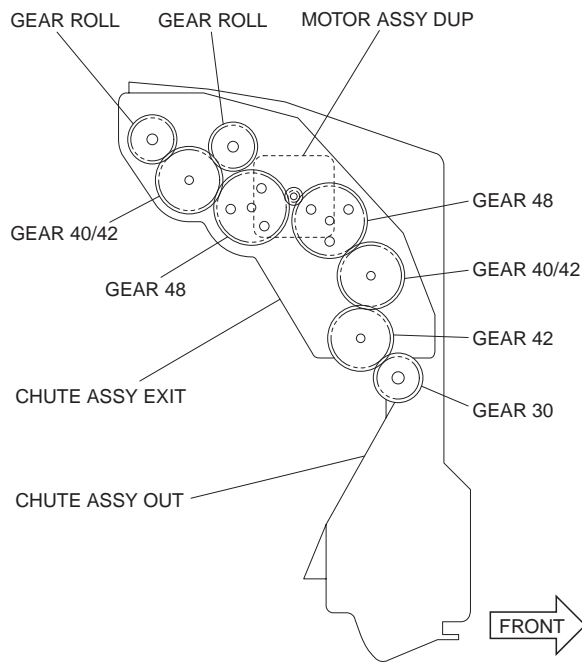 GEAR ROLL
GEAR ROLL
MOTOR ASSY DUP
GEAR 48
GEAR 40/42
GEAR 40/42
GEAR 48
GEAR 42
CHUTE ASSY EXIT
GEAR 30
CHUTE ASSY OUT
FRONT